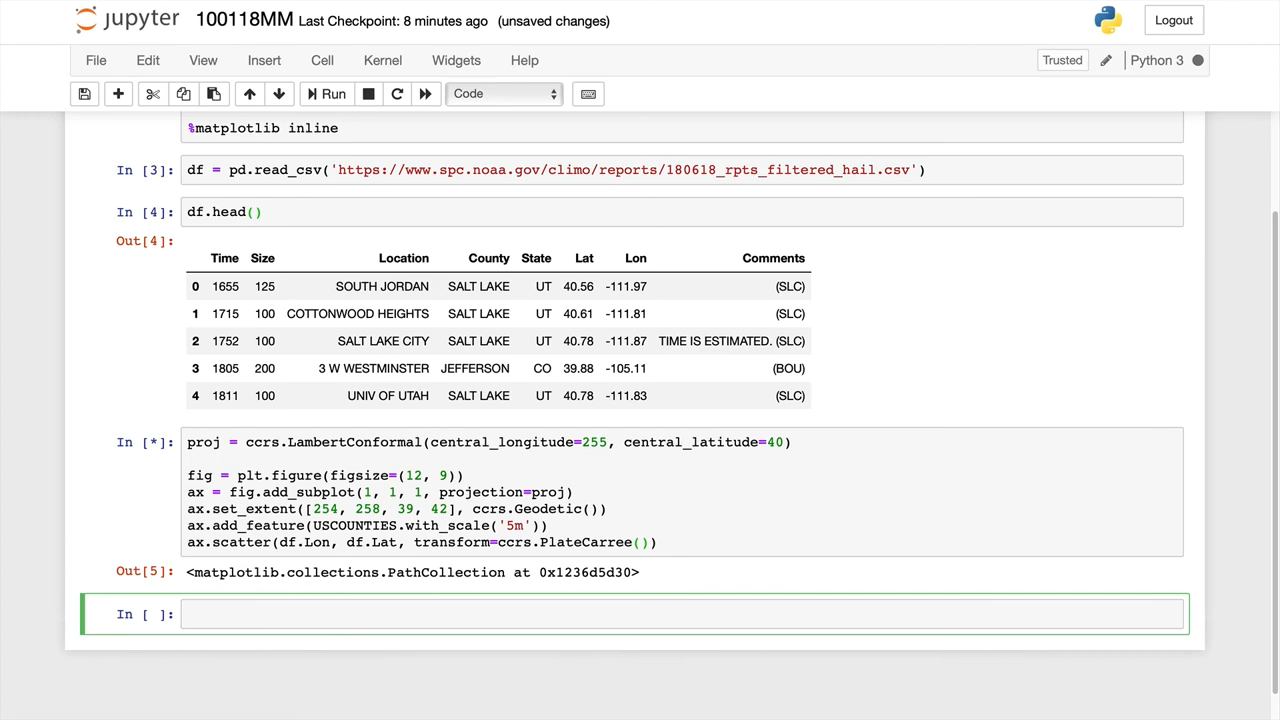 jupyter 100118MM Last Checkpoint: 8 minutes ago (unsaved changes) Logout
File Edit View Insert Cell Kernel Widgets Help Trusted Python 3
Run Code
%matplotlib inline
In [3]: df = pd.read_csv('https://www.spc.noaa.gov/climo/reports/180618_rpts_filtered_hail.csv')
In [4]: df.head()
Out[4]:
Time Size Location County State Lat Lon Comments
0 1655 125 SOUTH JORDAN SALT LAKE UT 40.56 -111.97 (SLC)
1 1715 100 COTTONWOOD HEIGHTS SALT LAKE UT 40.61 -111.81 (SLC)
2 1752 100 SALT LAKE CITY SALT LAKE UT 40.78 -111.87 TIME IS ESTIMATED. (SLC)
3 1805 200 3 W WESTMINSTER JEFFERSON CO 39.88 -105.11 (BOU)
4 1811 100 UNIV OF UTAH SALT LAKE UT 40.78 -111.83 (SLC)
In [*]: proj = ccrs.LambertConformal(central_longitude=255, central_latitude=40)
fig = plt.figure(figsize=(12, 9))
ax = fig.add_subplot(1, 1, 1, projection=proj)
ax.set_extent([254, 258, 39, 42], ccrs.Geodetic())
ax.add_feature(USCOUNTIES.with_scale('5m'))
ax.scatter(df.Lon, df.Lat, transform=ccrs.PlateCarree())
Out[5]: <matplotlib.collections.PathCollection at 0x1236d5d30>
In [ ]: